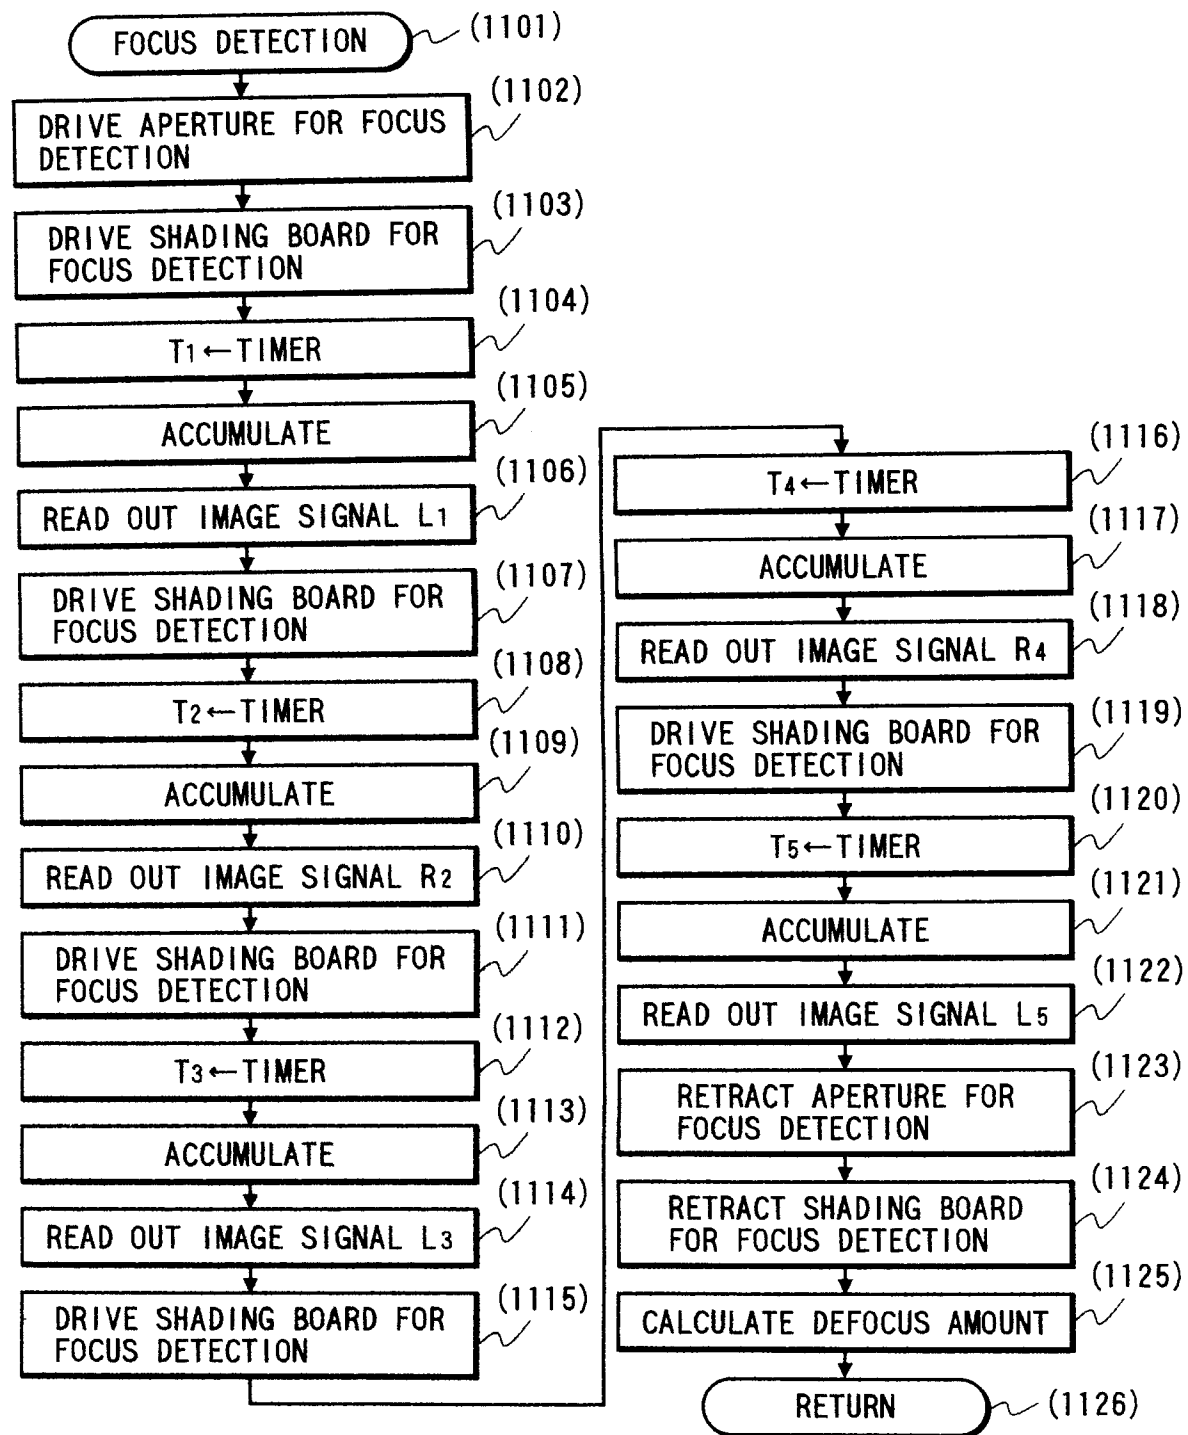 FOCUS DETECTION
(1101)
DRIVE APERTURE FOR FOCUS
DETECTION
(1102)
DRIVE SHADING BOARD FOR
FOCUS DETECTION
(1103)
T1←TIMER
(1104)
ACCUMULATE
(1105)
READ OUT IMAGE SIGNAL L1
(1106)
DRIVE SHADING BOARD FOR
FOCUS DETECTION
(1107)
T2←TIMER
(1108)
ACCUMULATE
(1109)
READ OUT IMAGE SIGNAL R2
(1110)
DRIVE SHADING BOARD FOR
FOCUS DETECTION
(1111)
T3←TIMER
(1112)
ACCUMULATE
(1113)
READ OUT IMAGE SIGNAL L3
(1114)
DRIVE SHADING BOARD FOR
FOCUS DETECTION
(1115)
T4←TIMER
(1116)
ACCUMULATE
(1117)
READ OUT IMAGE SIGNAL R4
(1118)
DRIVE SHADING BOARD FOR
FOCUS DETECTION
(1119)
T5←TIMER
(1120)
ACCUMULATE
(1121)
READ OUT IMAGE SIGNAL L5
(1122)
RETRACT APERTURE FOR
FOCUS DETECTION
(1123)
RETRACT SHADING BOARD
FOR FOCUS DETECTION
(1124)
CALCULATE DEFOCUS AMOUNT
(1125)
RETURN
(1126)